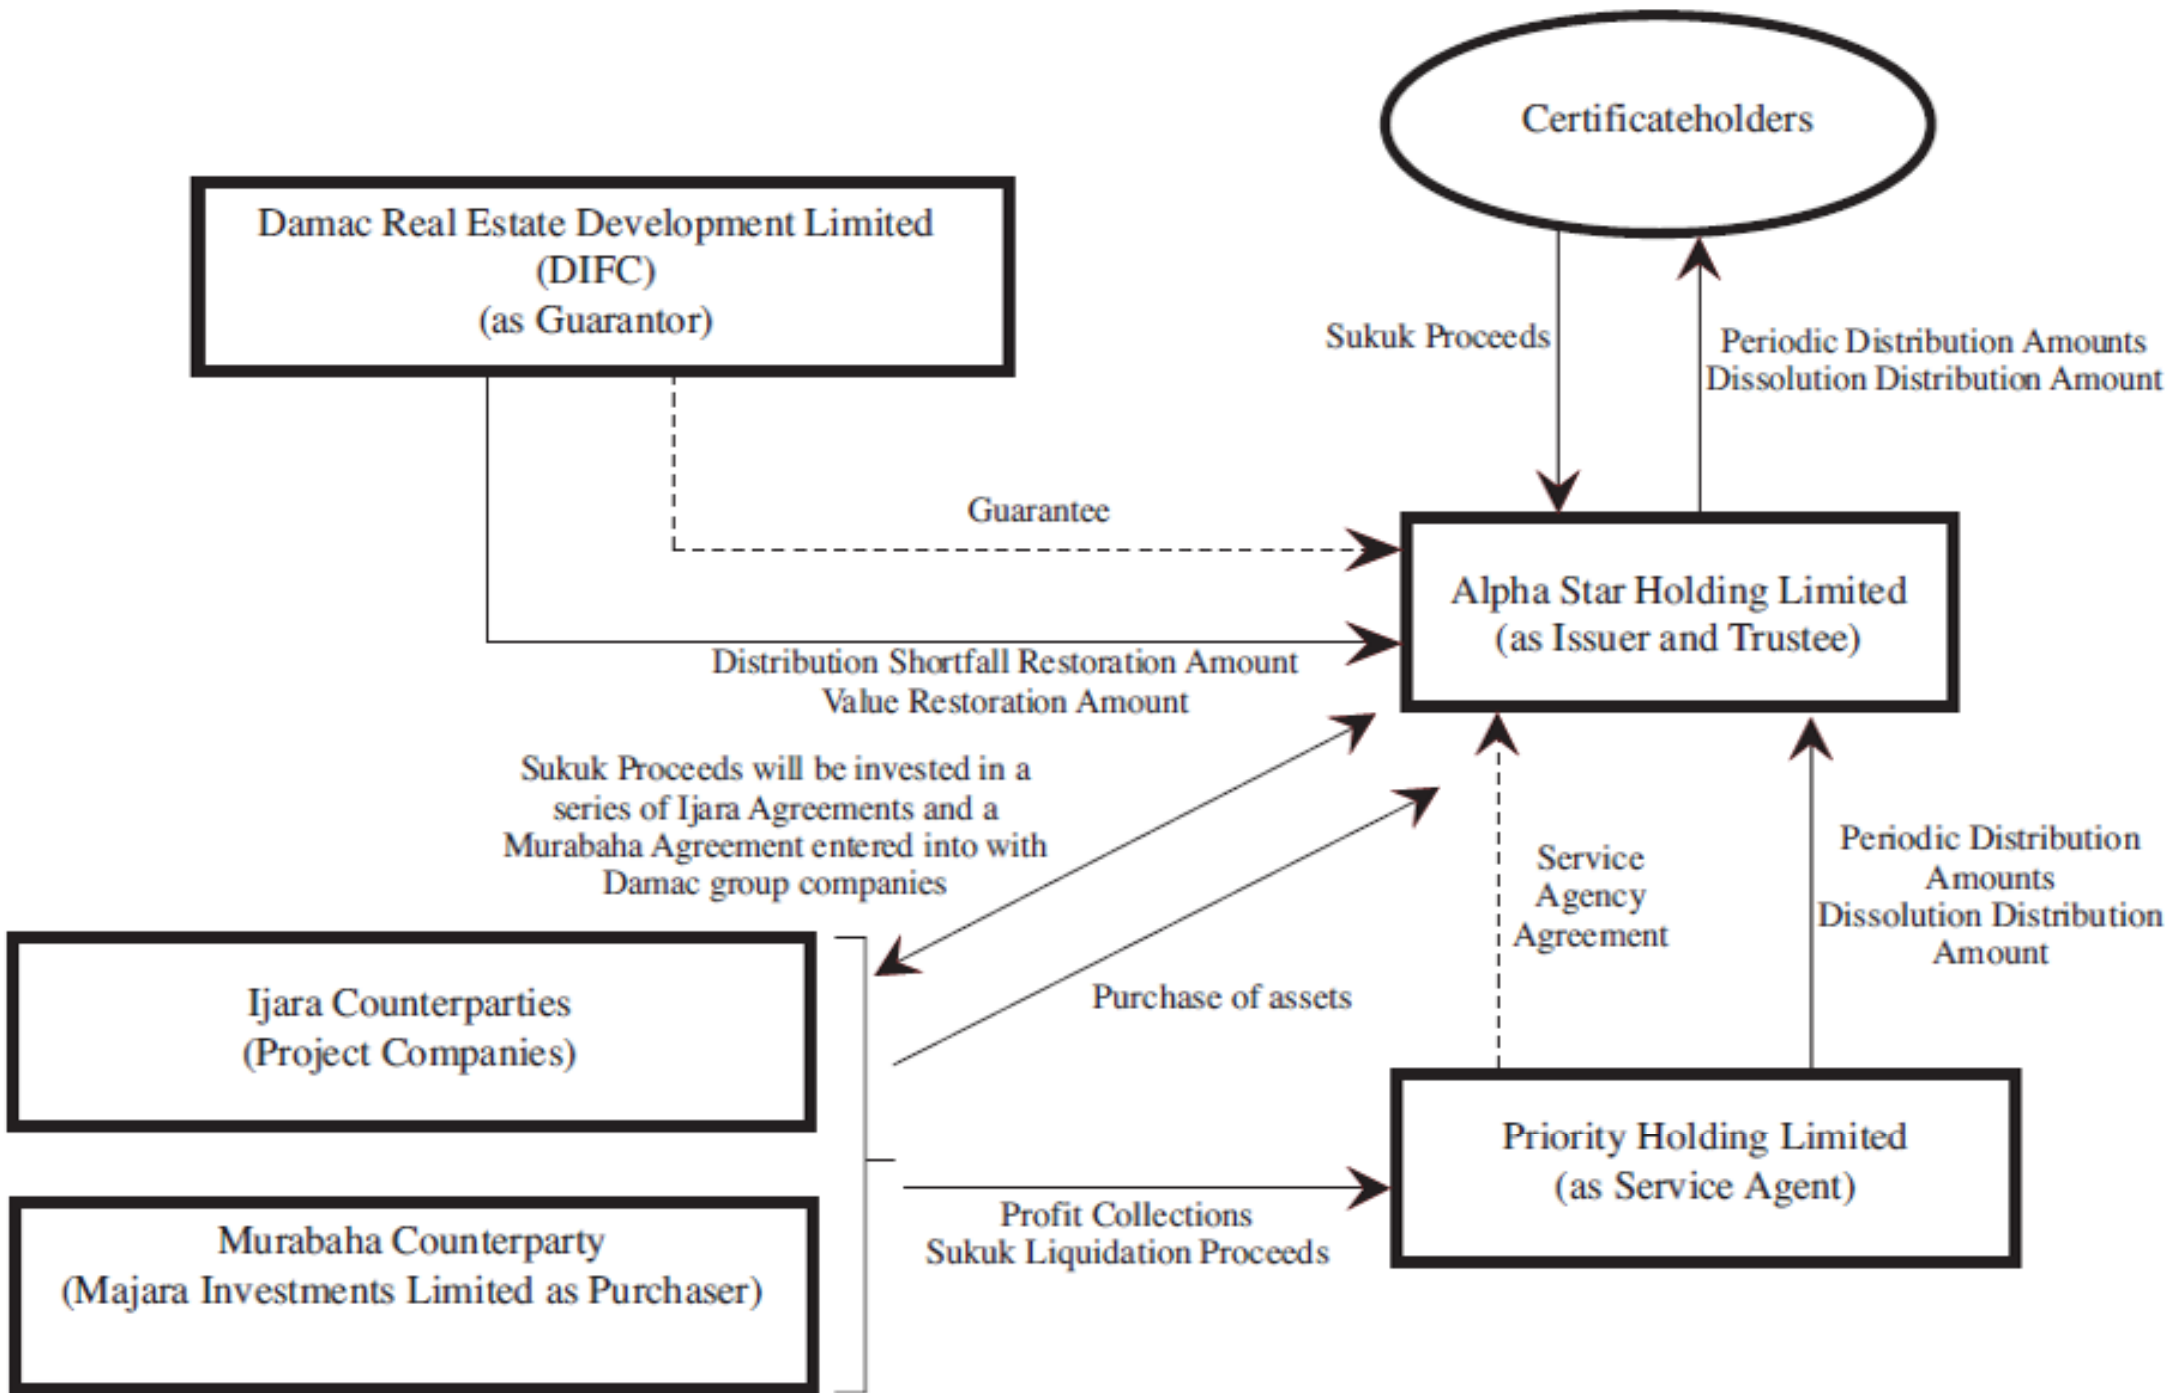 Certificateholders
Damac Real Estate Development Limited
(DIFC)
(as Guarantor)
Sukuk Proceeds
Periodic Distribution Amounts
Dissolution Distribution Amount
Guarantee
Alpha Star Holding Limited
(as Issuer and Trustee)
Distribution Shortfall Restoration Amount
Value Restoration Amount
Sukuk Proceeds will be invested in a
series of Ijara Agreements and a
Murabaha Agreement entered into with
Damac group companies
Service
Agency
Agreement
Periodic Distribution
Amounts
Dissolution Distribution
Amount
Purchase of assets
Ijara Counterparties
(Project Companies)
Priority Holding Limited
(as Service Agent)
Profit Collections
Sukuk Liquidation Proceeds
Murabaha Counterparty
(Majara Investments Limited as Purchaser)